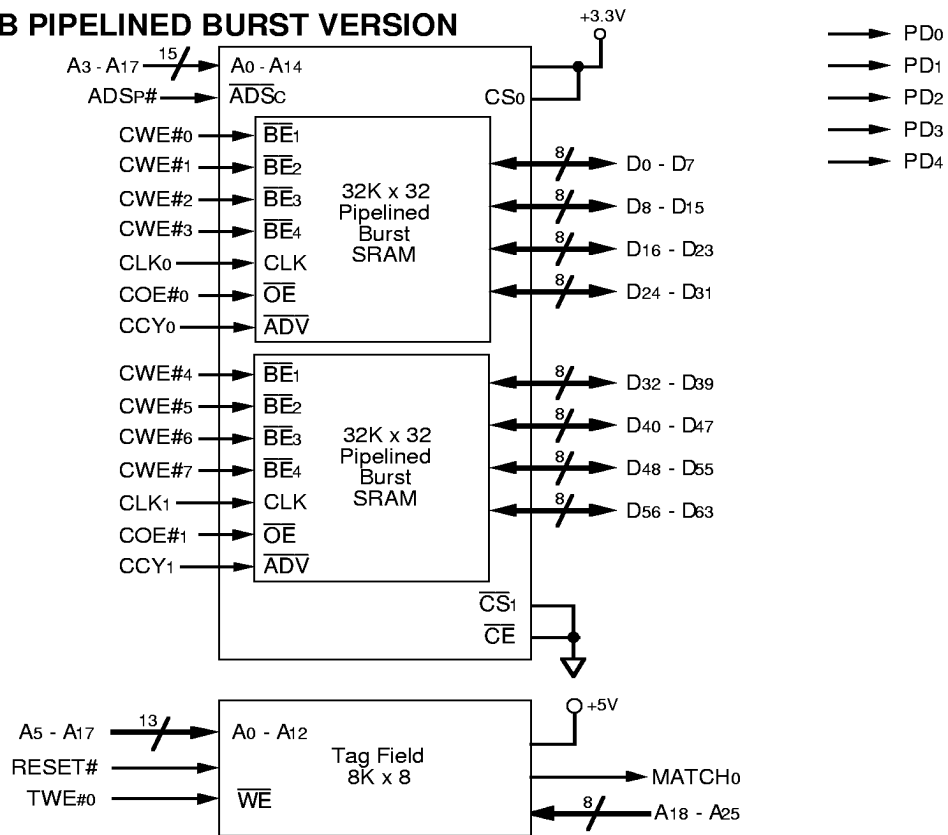 B PIPELINED BURST VERSION
+3.3V
PD0
PD1
PD2
PD3
PD4
A3 - A17
15
A0 - A14
ADSP#
ADSC
CS0
CWE#0
BE1
CWE#1
BE2
CWE#2
BE3
CWE#3
BE4
CLK0
CLK
COE#0
OE
CCY0
ADV
32K x 32
Pipelined
Burst
SRAM
8
D0 - D7
8
D8 - D15
8
D16 - D23
8
D24 - D31
CWE#4
BE1
CWE#5
BE2
CWE#6
BE3
CWE#7
BE4
CLK1
CLK
COE#1
OE
CCY1
ADV
32K x 32
Pipelined
Burst
SRAM
8
D32 - D39
8
D40 - D47
8
D48 - D55
8
D56 - D63
CS1
CE
+5V
A5 - A17
13
A0 - A12
RESET#
TWE#0
WE
Tag Field
8K x 8
MATCH0
8
A18 - A25